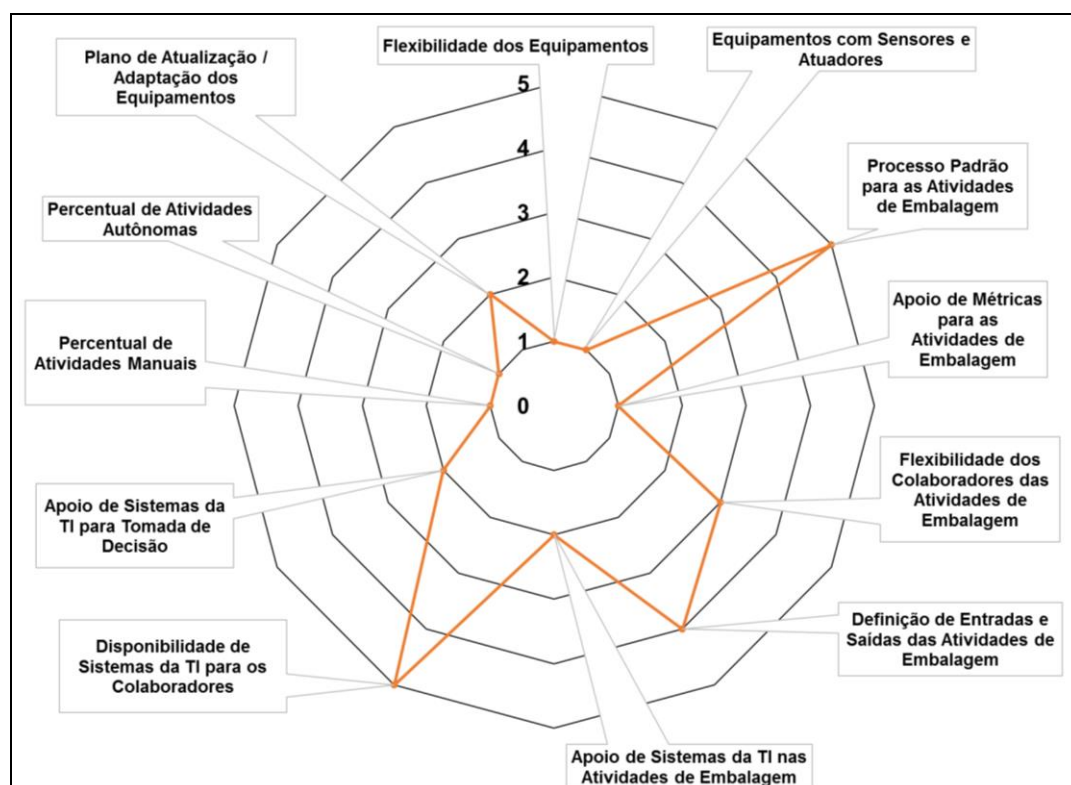 Plano de Atualização /
Adaptação dos
Equipamentos
Flexibilidade dos Equipamentos
Equipamentos com Sensores e
Atuadores
5
4
3
2
1
0
Processo Padrão
para as Atividades
de Embalagem
Percentual de Atividades
Autônomas
Apoio de Métricas
para as
Atividades de
Embalagem
Percentual de
Atividades Manuais
Flexibilidade dos
Colaboradores das
Atividades de
Embalagem
Apoio de Sistemas da
TI para Tomada de
Decisão
Definição de Entradas e
Saídas das Atividades de
Embalagem
Disponibilidade de
Sistemas da TI para os
Colaboradores
Apoio de Sistemas da TI nas
Atividades de Embalagem